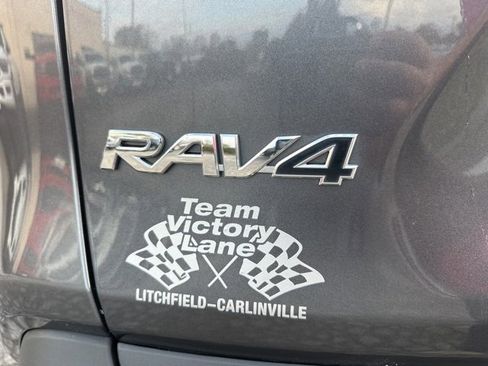 RAV4
Team
Victory
Lane
LITCHFIELD-CARLINVILLE